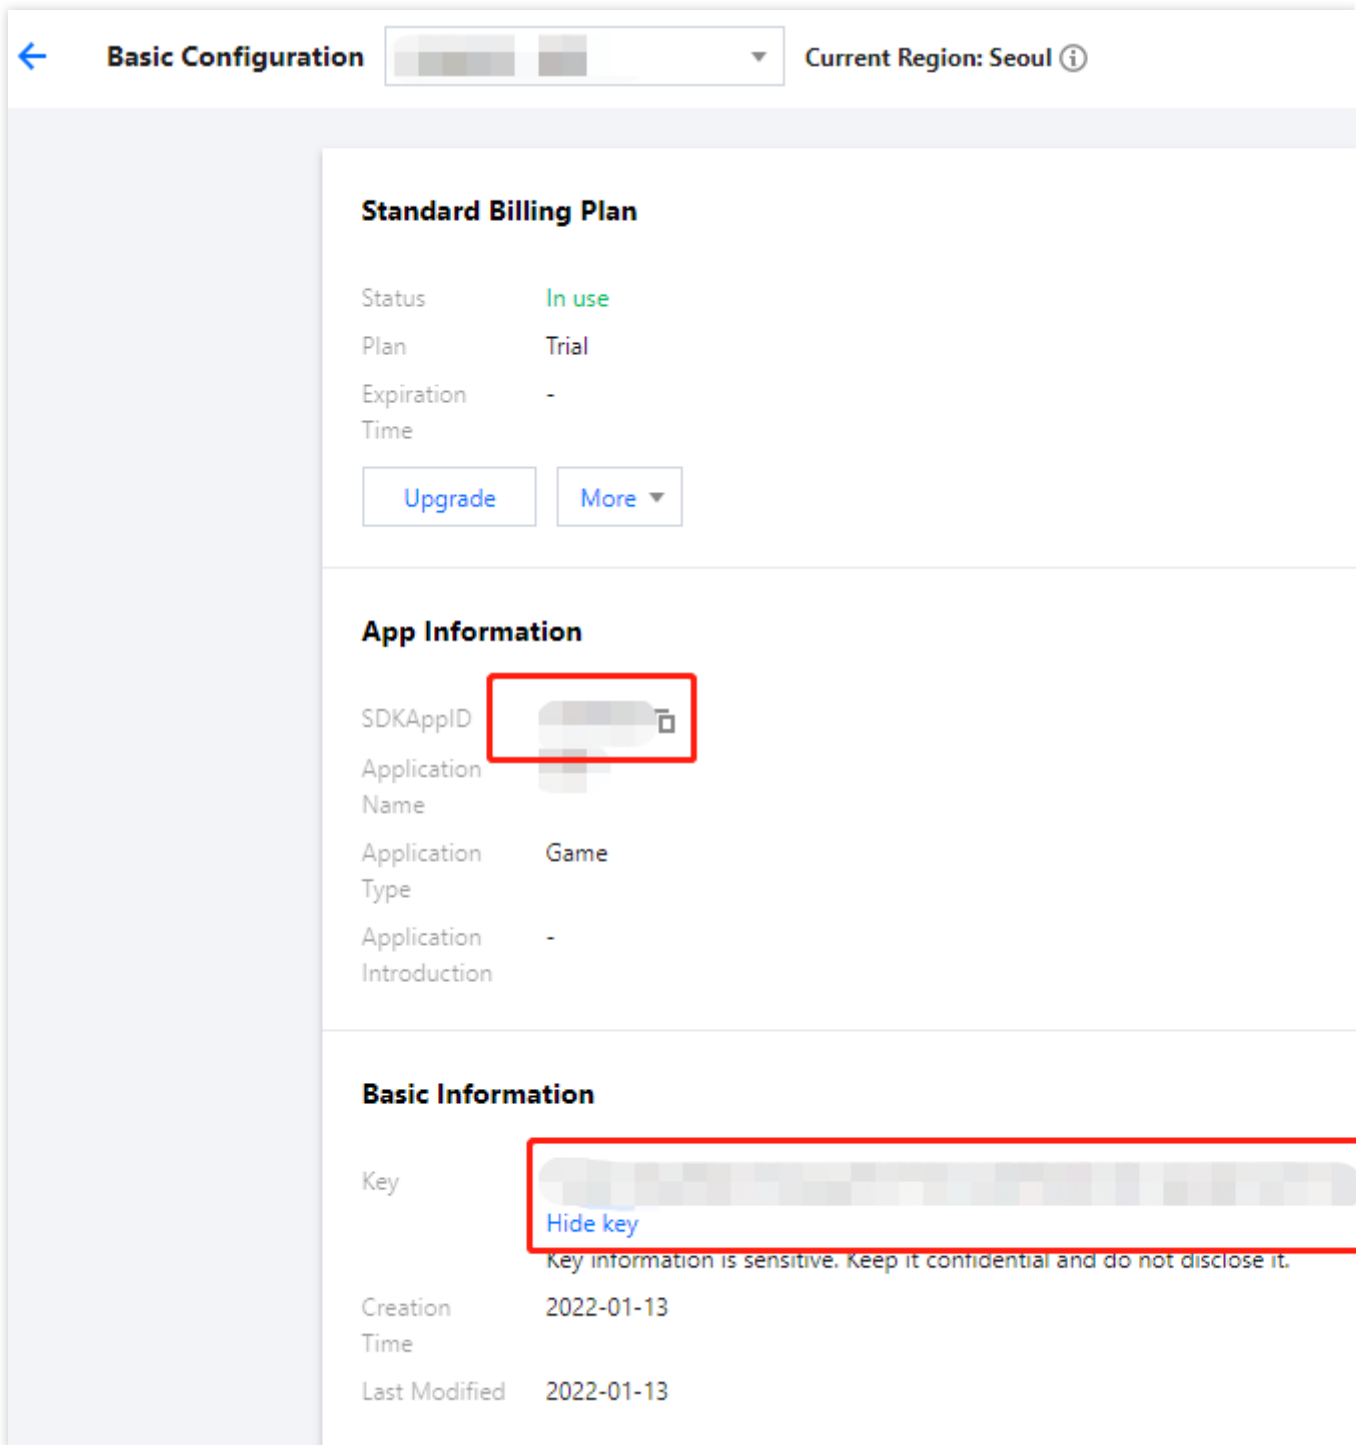 Basic Configuration
Current Region: Seoul
Standard Billing Plan
Status In use
Plan Trial
Expiration -
Time
Upgrade More
App Information
SDKAppID
Application
Name
Application Game
Type
Application -
Introduction
Basic Information
Key
Hide key
Key information is sensitive. Keep it confidential and do not disclose it.
Creation 2022-01-13
Time
Last Modified 2022-01-13